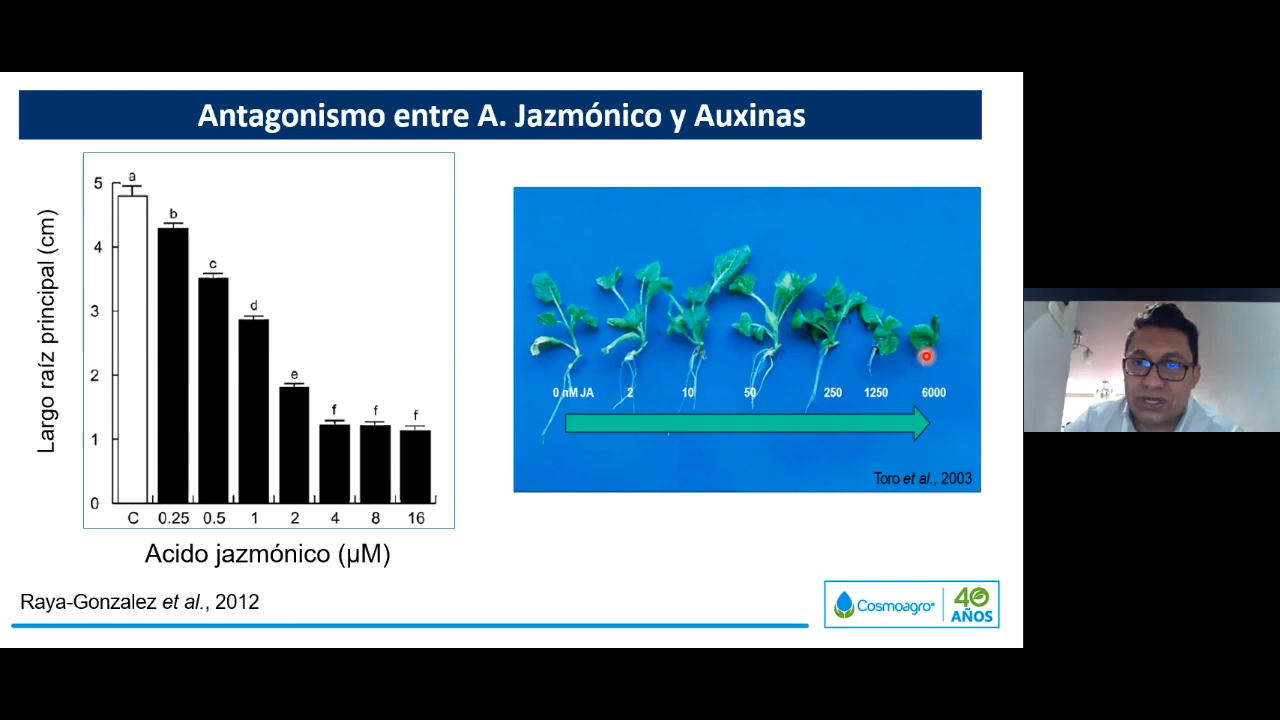 Antagonismo entre A. Jazmónico y Auxinas
Largo raíz principal (cm)
5
4
3
2
1
0
a
b
c
d
e
f
f
f
C 0.25 0.5 1 2 4 8 16
Acido jazmónico (µM)
0 nM JA 2 10 50 250 1250 6000
Toro et al., 2003
Raya-Gonzalez et al., 2012
Cosmoagro
40
AÑOS